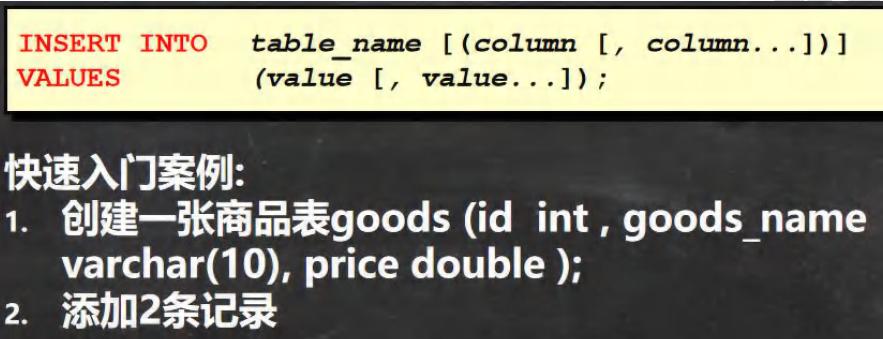 INSERT INTO table_name [(column [, column...])]
VALUES (value [, value...]);
快速入门案例:
1. 创建一张商品表goods (id int , goods_name
varchar(10), price double );
2. 添加2条记录